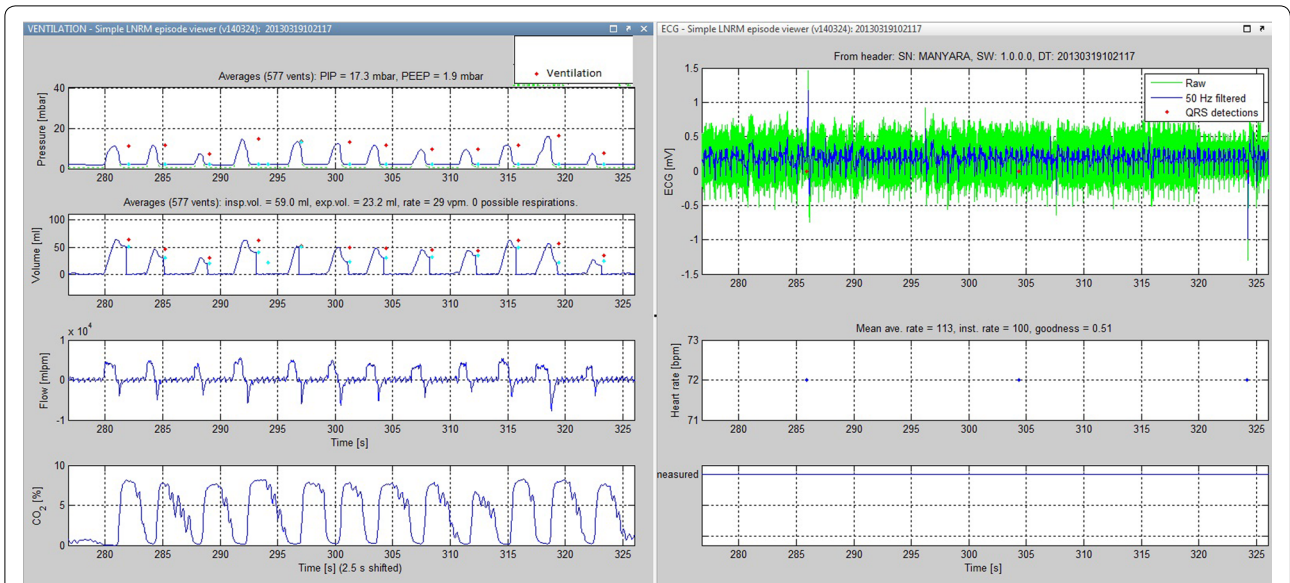 VENTILATION - Simple LNRM episode viewer (v140324): 20130319102117
Averages (577 vents): PIP = 17.3 mbar, PEEP = 1.9 mbar
Ventilation
Pressure [mbar]
40
20
0
280 285 290 295 300 305 310 315 320 325
Averages (577 vents): insp.vol. = 59.0 ml, exp.vol. = 23.2 ml, rate = 29 vpm. 0 possible respirations.
Volume [ml]
100
50
0
280 285 290 295 300 305 310 315 320 325
x 10^4
Flow [mlpm]
1
0
-1
280 285 290 295 300 305 310 315 320 325
Time [s]
CO2 [%]
10
5
0
280 285 290 295 300 305 310 315 320 325
Time [s] (2.5 s shifted)
ECG - Simple LNRM episode viewer (v140324): 20130319102117
From header: SN: MANYARA, SW: 1.0.0.0, DT: 20130319102117
Raw
50 Hz filtered
QRS detections
ECG [mV]
1.5
1
0.5
0
-0.5
-1
-1.5
280 285 290 295 300 305 310 315 320 325
Mean ave. rate = 113, inst. rate = 100, goodness = 0.51
Heart rate [bpm]
73
72
71
280 285 290 295 300 305 310 315 320 325
measured
280 285 290 295 300 305 310 315 320 325
Time [s]